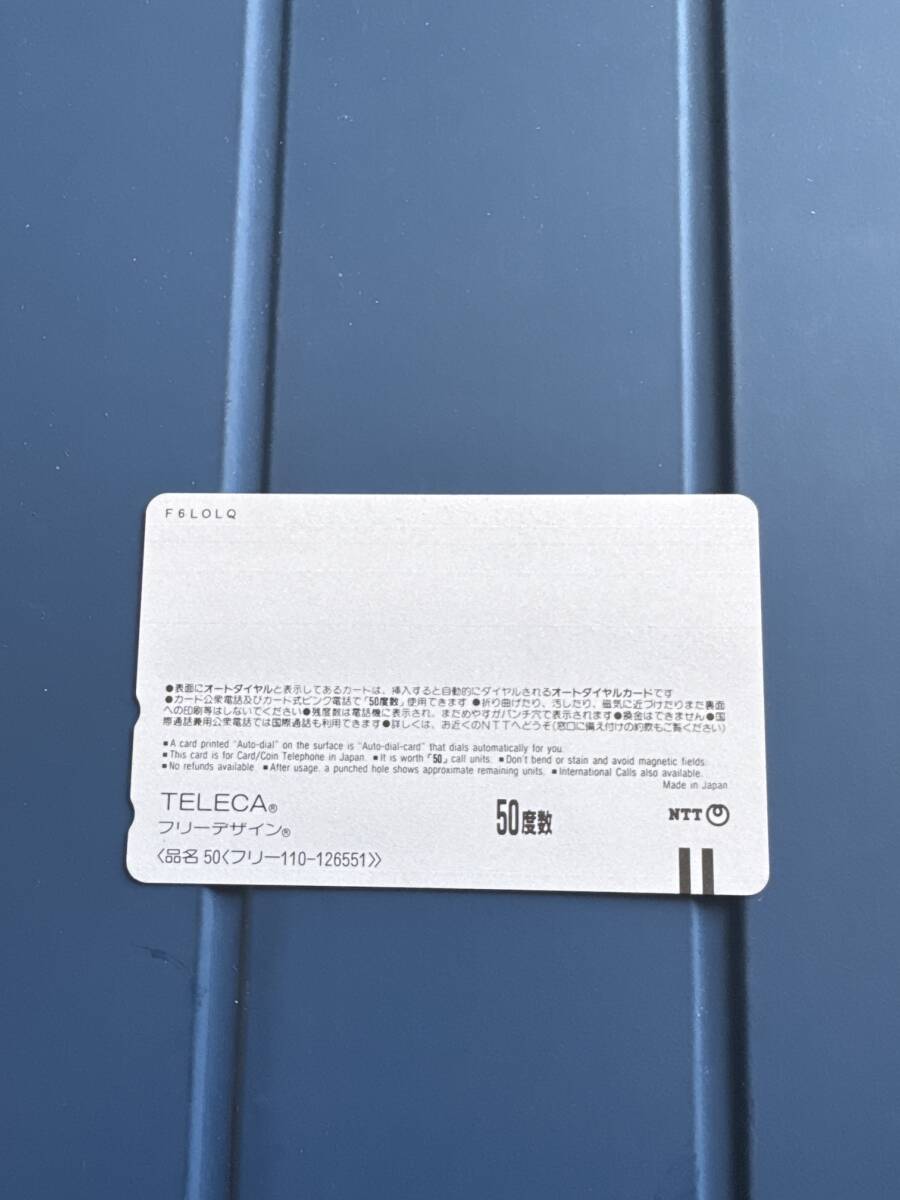 F6LOLQ
●表面にオートダイヤルと表示してあるカートは、挿入すると自動的にダイヤルされるオートダイヤルカードです
●カード公衆電話及びカート式ピンク電話で「50度数」使用できます ●折り曲げたり、汚したり、磁気に近づけたりまた裏面
への印刷等はしないでください●残度数は電話機に表示され、まためやすがパンチ穴で表示されます●換金はできません●国
際通話兼用公衆電話では国際通話も利用できます●詳しくは、お近くのNTTへどうぞ(窓口に備え付けの約款もご覧ください)
■A card printed "Auto-dial" on the surface is "Auto-dial-card" that dials automatically for you.
■This card is for Card/Coin Telephone in Japan. ■It is worth「50」call units. ■Don't bend or stain and avoid magnetic fields.
■No refunds available. ■After usage, a punched hole shows approximate remaining units. ■International Calls also available.
Made in Japan
TELECA®
フリーデザイン®
50度数
NTT
〈品名 50〈フリー110-126551〉〉